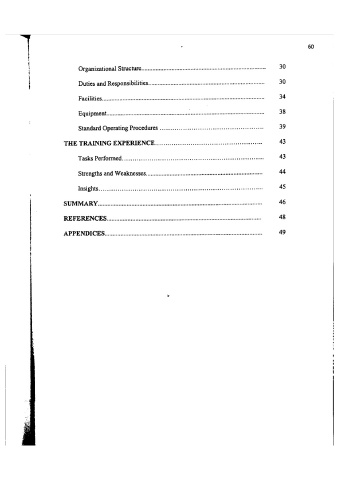 60
Organizational Structure 30
Duties and Responsibilities 30
Facilities 34
Equipment 38
Standard Operating Procedures 39
THE TRAINING EXPERIENCE 43
Tasks Performed 43
Strengths and Weaknesses 44
Insights 45
SUMMARY 46
REFERENCES 48
APPENDICES 49